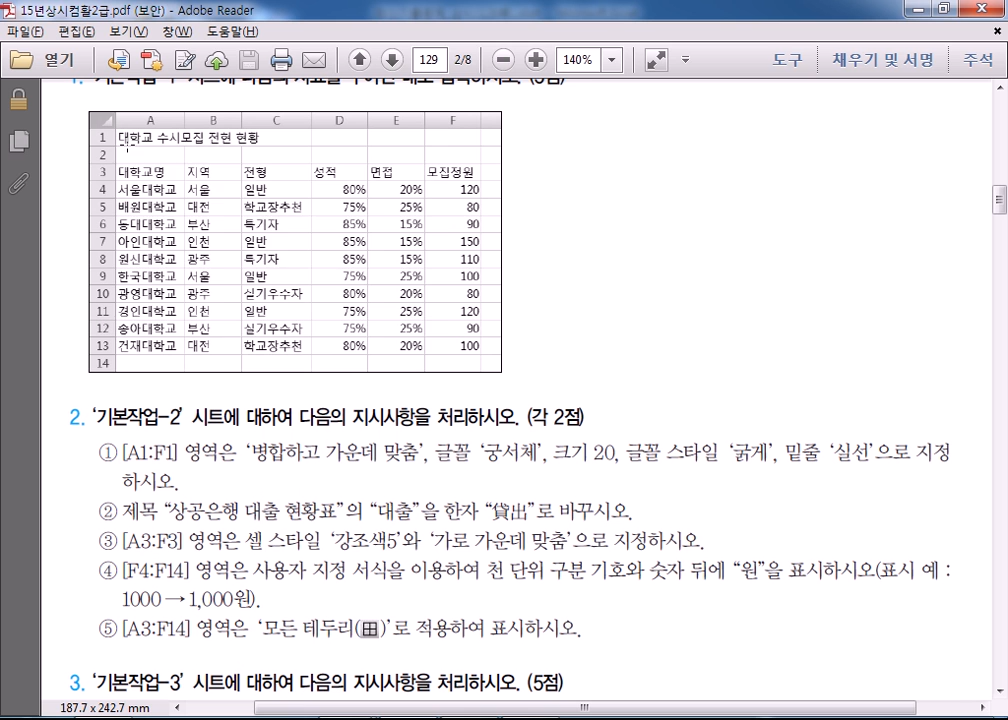 15년상시컴활2급.pdf (보안) - Adobe Reader
파일(F) 편집(E) 보기(V) 창(W) 도움말(H)
열기 129 2/8 140% 도구 채우기 및 서명 주석
A B C D E F
1 대학교 수시모집 전현 현황
2
3 대학교명 지역 전형 성적 면접 모집정원
4 서울대학교 서울 일반 80% 20% 120
5 배원대학교 대전 학교장추천 75% 25% 80
6 등대대학교 부산 특기자 85% 15% 90
7 아인대학교 인천 일반 85% 15% 150
8 원신대학교 광주 특기자 85% 15% 110
9 한국대학교 서울 일반 75% 25% 100
10 광영대학교 광주 실기우수자 80% 20% 80
11 경인대학교 인천 일반 75% 25% 120
12 송아대학교 부산 실기우수자 75% 25% 90
13 건재대학교 대전 학교장추천 80% 20% 100
14
2. ‘기본작업-2’ 시트에 대하여 다음의 지시사항을 처리하시오. (각 2점)
① [A1:F1] 영역은 ‘병합하고 가운데 맞춤’, 글꼴 ‘궁서체’, 크기 20, 글꼴 스타일 ‘굵게’, 밑줄 ‘실선’으로 지정
하시오.
② 제목 “상공은행 대출 현황표”의 “대출”을 한자 “貸出”로 바꾸시오.
③ [A3:F3] 영역은 셀 스타일 ‘강조색5’와 ‘가로 가운데 맞춤’으로 지정하시오.
④ [F4:F14] 영역은 사용자 지정 서식을 이용하여 천 단위 구분 기호와 숫자 뒤에 “원”을 표시하시오(표시 예 :
1000 → 1,000원).
⑤ [A3:F14] 영역은 ‘모든 테두리(田)’로 적용하여 표시하시오.
3. ‘기본작업-3’ 시트에 대하여 다음의 지시사항을 처리하시오. (5점)
187.7 x 242.7 mm